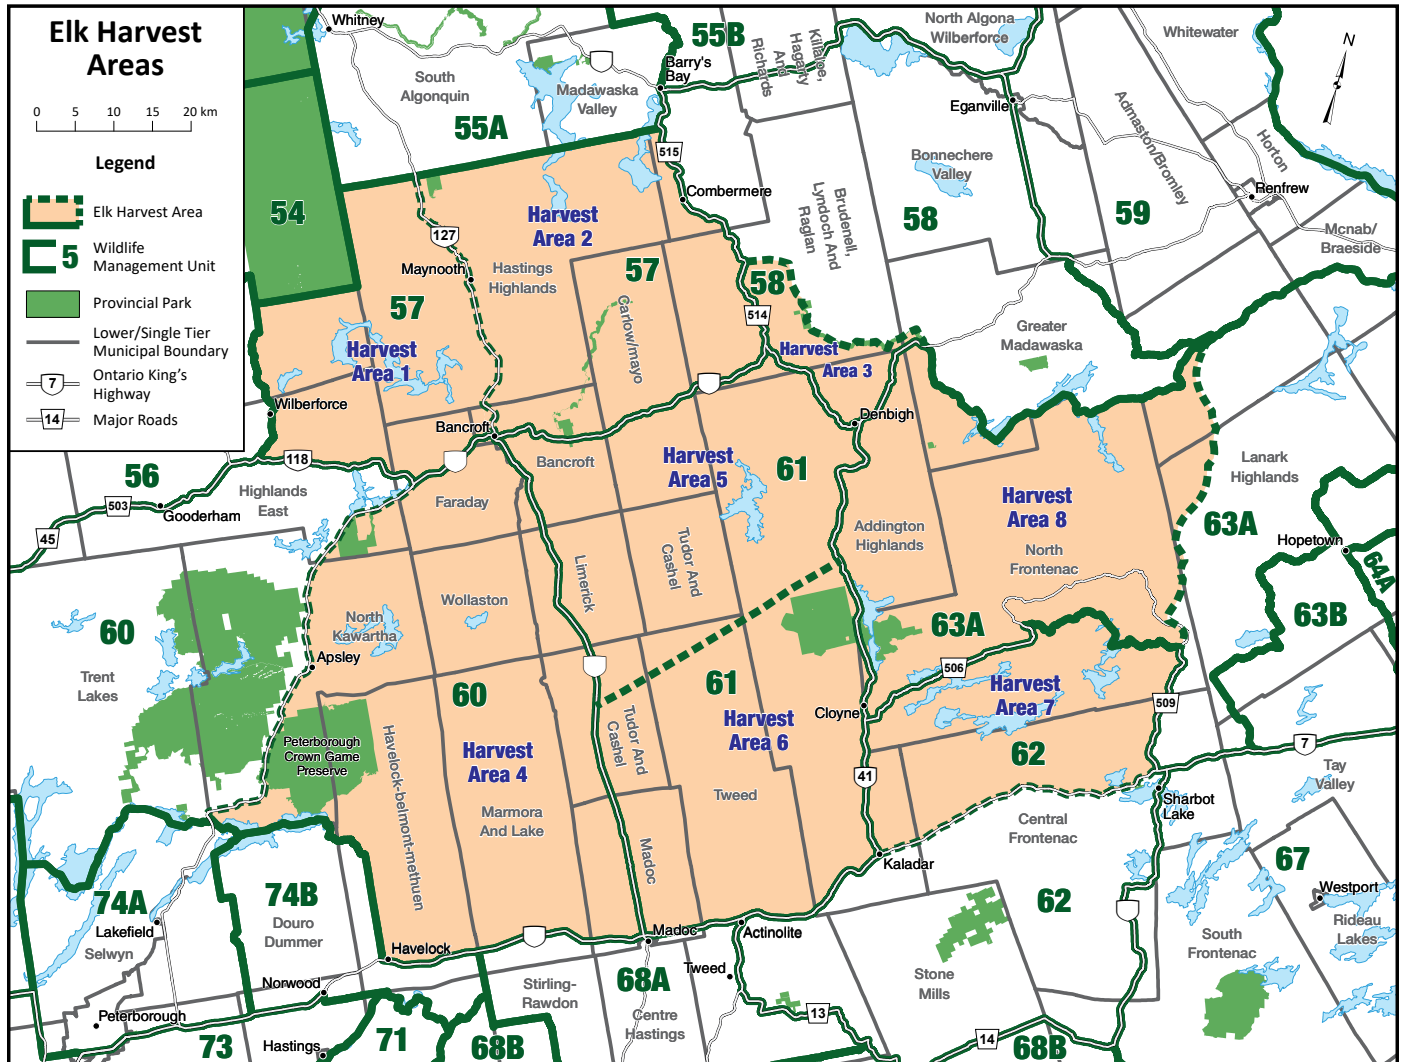 Elk Harvest
Areas
0 5 10 15 20 km
Legend
Elk Harvest Area
5
Wildlife
Management Unit
Provincial Park
Lower/Single Tier
Municipal Boundary
7
Ontario King's
Highway
14
Major Roads
Whitney
South
Algonquin
55A
Madawaska
Valley
55B
Barry's
Bay
Killaloe,
Hagarty
And
Richards
North Algona
Wilberforce
Whitewater
N
Eganville
Admaston/Bromley
Horton
Renfrew
Mcnab/
Braeside
54
515
Combermere
Bonnechere
Valley
58
59
Brudenell,
Lyndoch And
Raglan
127
Maynooth
Harvest
Area 2
Hastings
Highlands
57
57
Carlow/mayo
58
514
Harvest
Area 3
Greater
Madawaska
Harvest
Area 1
Wilberforce
Bancroft
Denbigh
118
56
503
Gooderham
45
Highlands
East
Faraday
Bancroft
Harvest
Area 5
61
Addington
Highlands
Harvest
Area 8
North
Frontenac
Lanark
Highlands
63A
Hopetown
64A
63B
Limerick
Tudor And
Cashel
Wollaston
North
Kawartha
60
Trent
Lakes
Apsley
63A
506
Harvest
Area 7
509
7
Tay
Valley
60
61
Harvest
Area 6
Cloyne
62
41
Peterborough
Crown Game
Preserve
Havelock-belmont-methuen
Harvest
Area 4
Marmora
And Lake
Tudor And
Cashel
Tweed
Madoc
Sharbot
Lake
Central
Frontenac
Kaladar
67
Westport
Rideau
Lakes
74A
Lakefield
Selwyn
74B
Douro
Dummer
62
South
Frontenac
Havelock
Madoc
Actinolite
Norwood
Stirling-
Rawdon
68A
Centre
Hastings
Tweed
Stone
Mills
13
Peterborough
73
Hastings
71
68B
14
68B